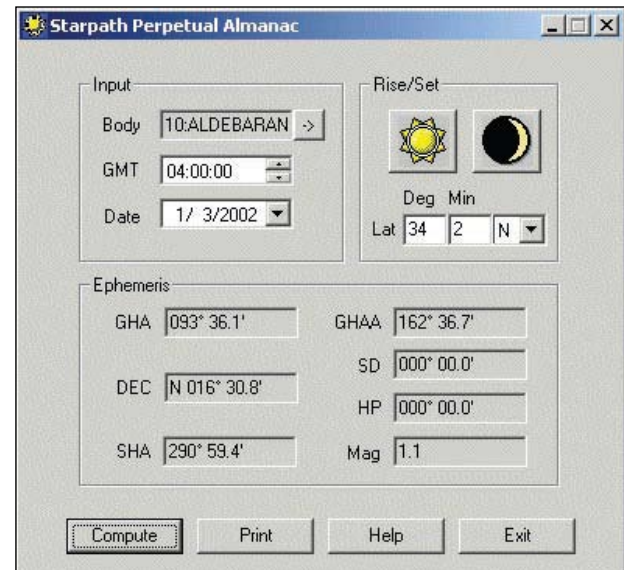 Starpath Perpetual Almanac
Input
Body 10:ALDEBARAN ->
GMT 04:00:00
Date 1/ 3/2002
Rise/Set
Deg Min
Lat 34 2 N
Ephemeris
GHA 093° 36.1'
DEC N 016° 30.8'
SHA 290° 59.4'
GHAA 162° 36.7'
SD 000° 00.0'
HP 000° 00.0'
Mag 1.1
Compute Print Help Exit